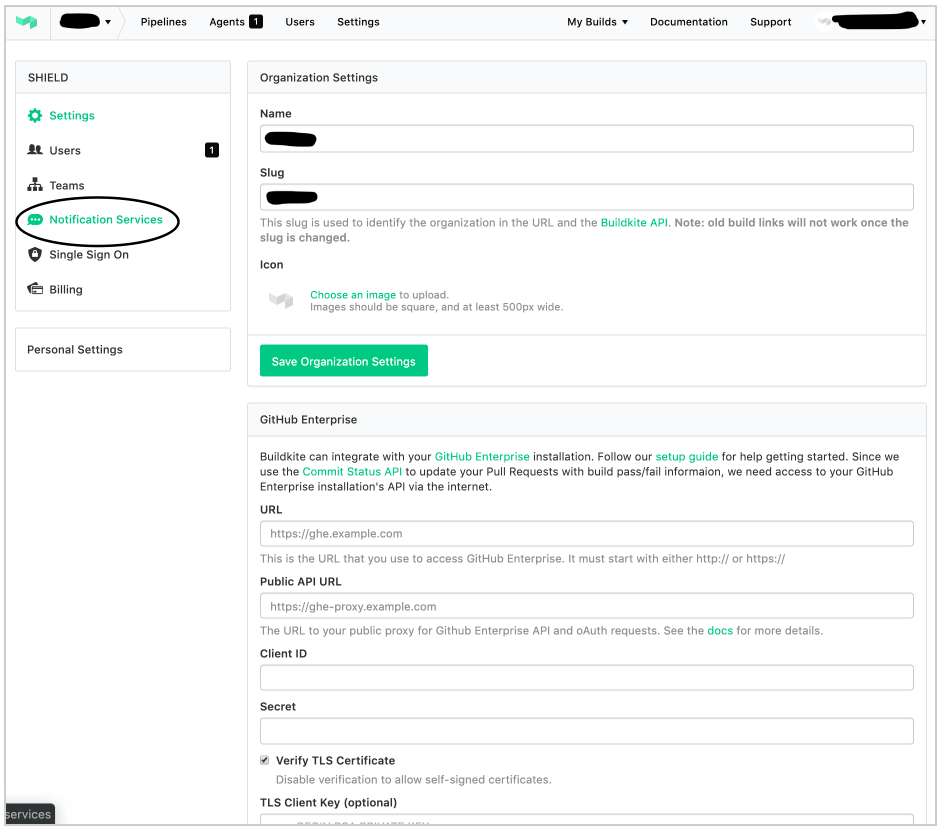 Pipelines Agents 1 Users Settings My Builds Documentation Support
SHIELD
Settings
Users 1
Teams
Notification Services
Single Sign On
Billing
Personal Settings
Organization Settings
Name
Slug
This slug is used to identify the organization in the URL and the Buildkite API. Note: old build links will not work once the
slug is changed.
Icon
Choose an image to upload.
Images should be square, and at least 500px wide.
Save Organization Settings
GitHub Enterprise
Buildkite can integrate with your GitHub Enterprise installation. Follow our setup guide for help getting started. Since we
use the Commit Status API to update your Pull Requests with build pass/fail informaion, we need access to your GitHub
Enterprise installation's API via the internet.
URL
https://ghe.example.com
This is the URL that you use to access GitHub Enterprise. It must start with either http:// or https://
Public API URL
https://ghe-proxy.example.com
The URL to your public proxy for Github Enterprise API and oAuth requests. See the docs for more details.
Client ID
Secret
Verify TLS Certificate
Disable verification to allow self-signed certificates.
TLS Client Key (optional)
services